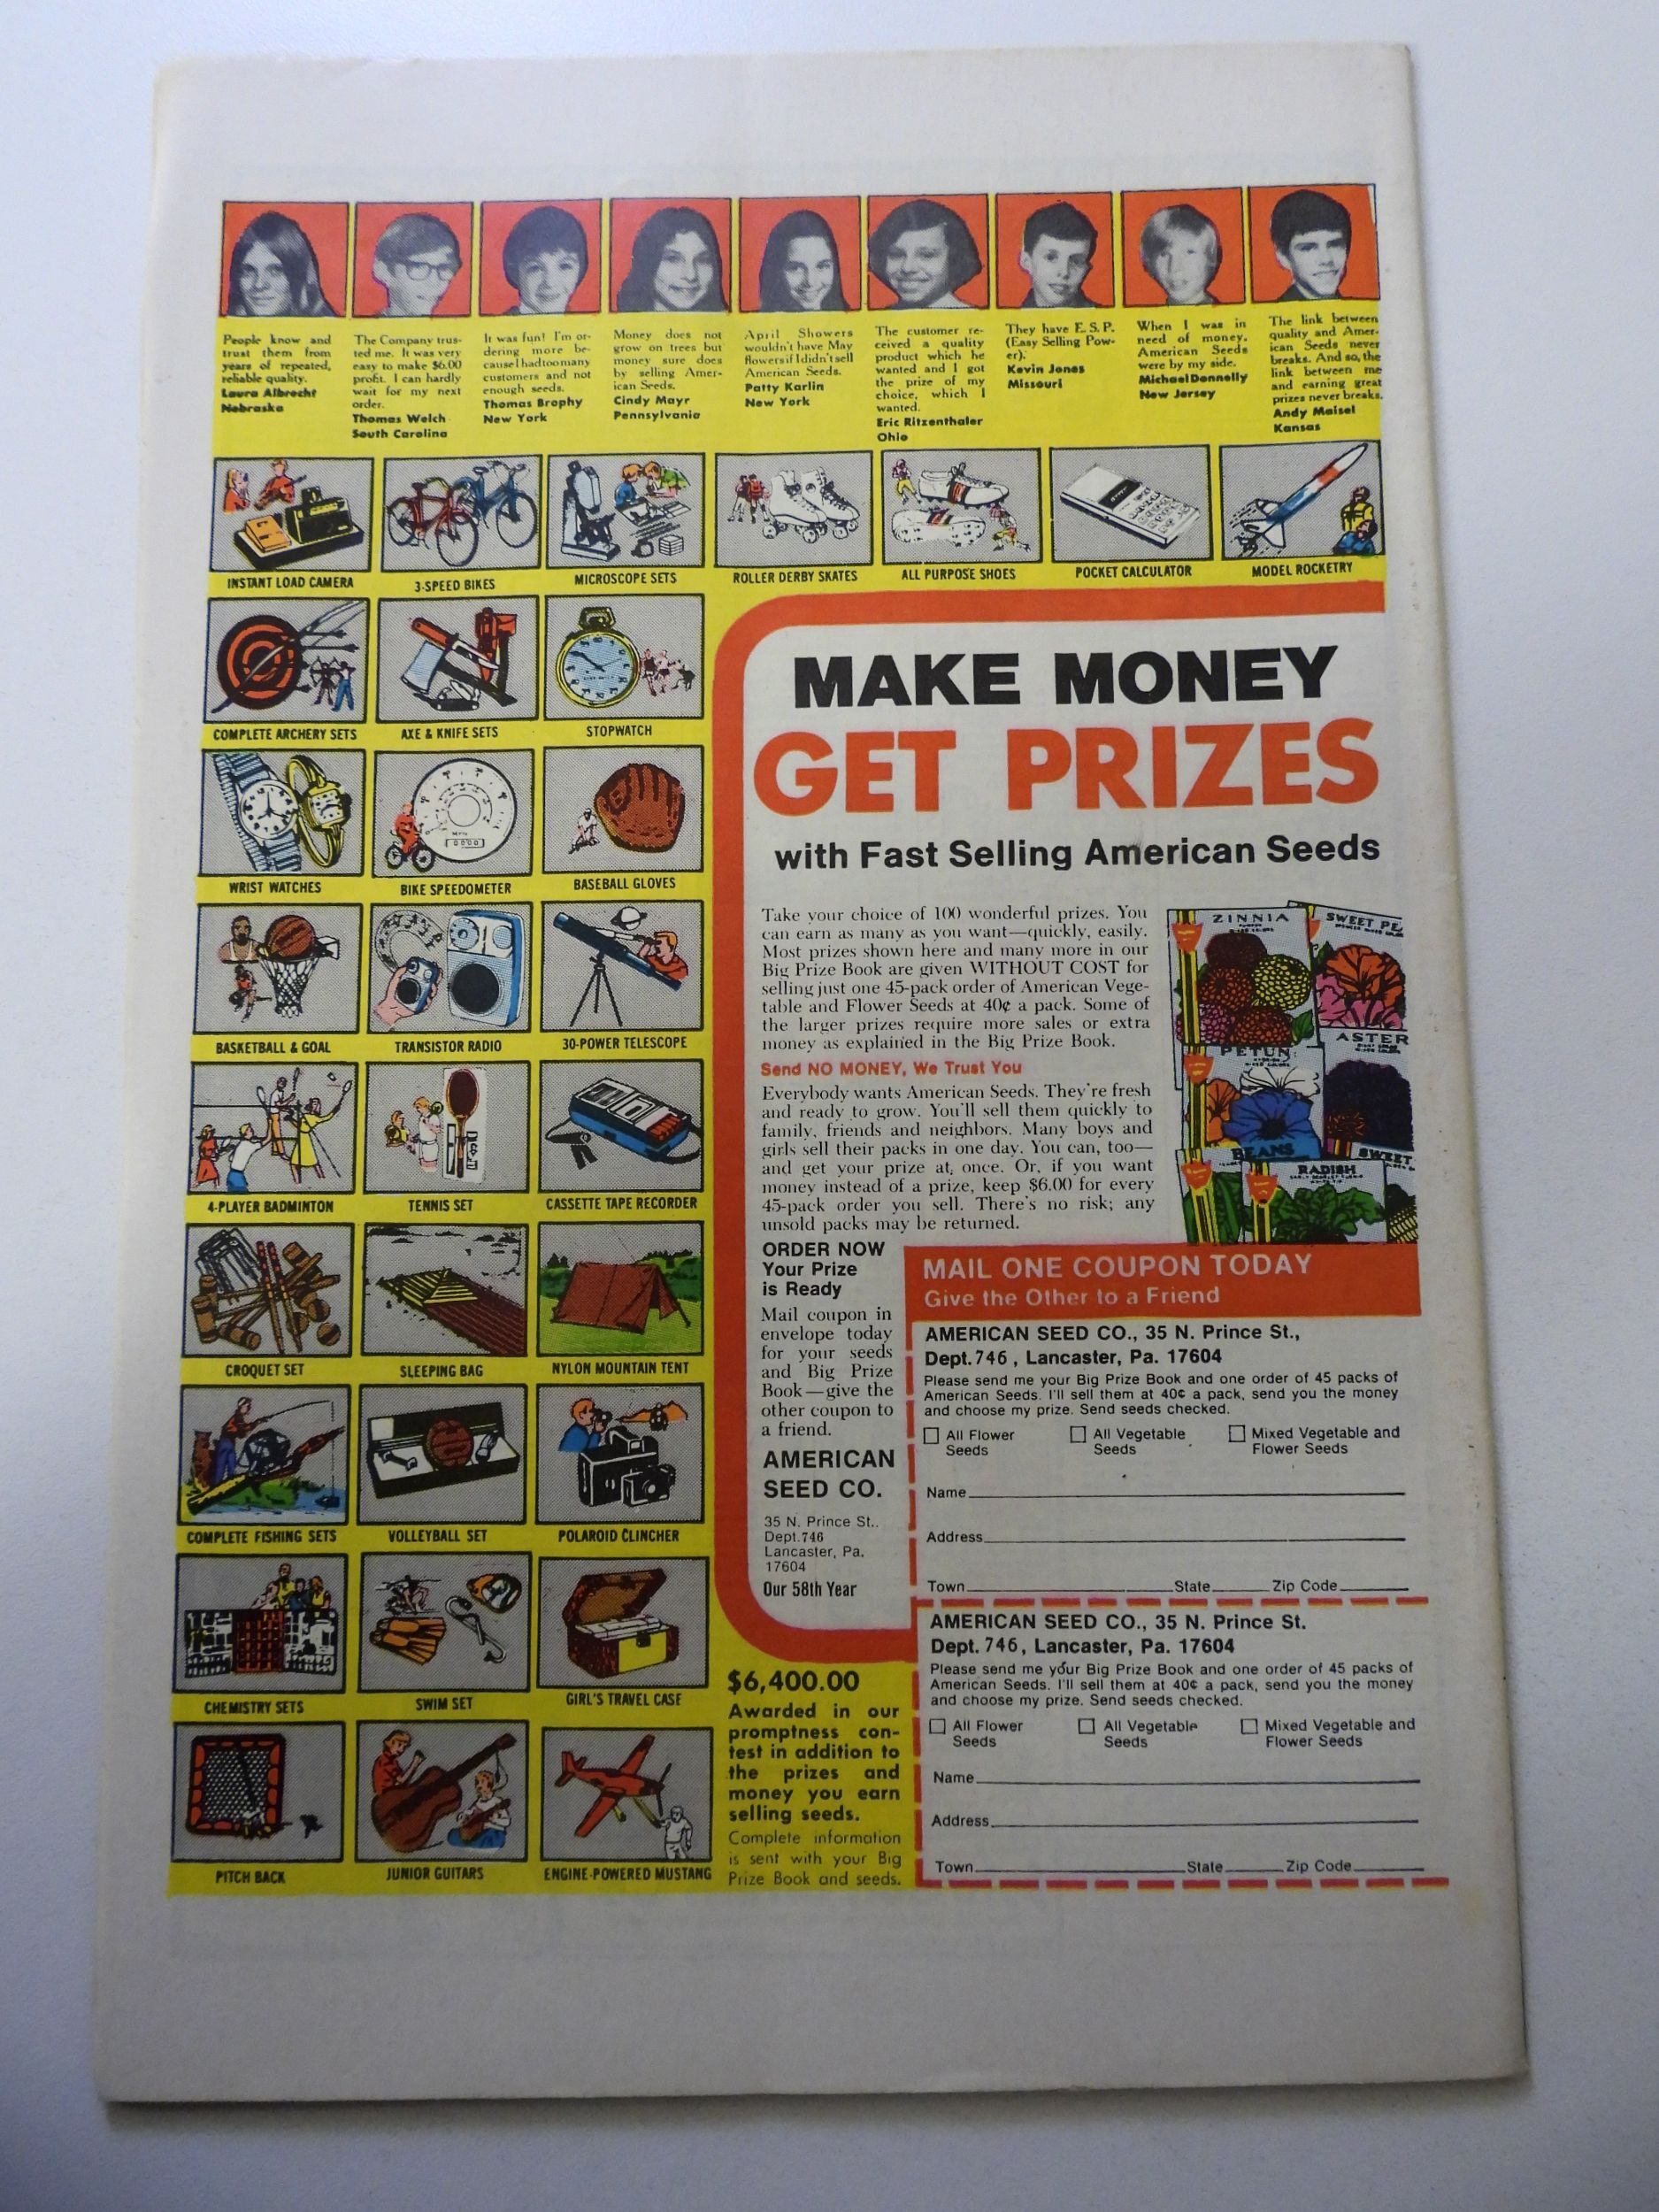 People know and
trust them from
years of repeated,
reliable quality.
Laura Albrecht
Nebraska
The Company trus-
ted me. It was very
easy to make $6.00
profit. I can hardly
wait for my next
order.
Thomas Welch
South Carolina
It was fun! I'm or-
dering more be-
cause I had too many
customers and not
enough seeds.
Thomas Brophy
New York
Money does not
grow on trees but
money sure does
by selling Amer-
ican Seeds.
Cindy Mayr
Pennsylvania
April Showers
wouldn't have May
flowers if I didn't sell
American Seeds.
Patty Karlin
New York
The customer re-
ceived a quality
product which he
wanted and I got
the prize of my
choice, which I
wanted.
Eric Ritzenthaler
Ohio
They have E.S.P.
(Easy Selling Pow-
er).
Kevin Jones
Missouri
When I was in
need of money,
American Seeds
were by my side.
Michael Donnolly
New Jersey
The link between
quality and Amer-
ican Seeds never
breaks. And so, the
link between me
and earning great
prizes never breaks.
Andy Maisel
Kansas
INSTANT LOAD CAMERA
3-SPEED BIKES
MICROSCOPE SETS
ROLLER DERBY SKATES
ALL PURPOSE SHOES
POCKET CALCULATOR
MODEL ROCKETRY
COMPLETE ARCHERY SETS
AXE & KNIFE SETS
STOPWATCH
WRIST WATCHES
BIKE SPEEDOMETER
BASEBALL GLOVES
BASKETBALL & GOAL
TRANSISTOR RADIO
30-POWER TELESCOPE
4-PLAYER BADMINTON
TENNIS SET
CASSETTE TAPE RECORDER
CROQUET SET
SLEEPING BAG
NYLON MOUNTAIN TENT
COMPLETE FISHING SETS
VOLLEYBALL SET
POLAROID CLINCHER
CHEMISTRY SETS
SWIM SET
GIRL'S TRAVEL CASE
PITCH BACK
JUNIOR GUITARS
ENGINE-POWERED MUSTANG
MAKE MONEY
GET PRIZES
with Fast Selling American Seeds
Take your choice of 100 wonderful prizes. You
can earn as many as you want—quickly, easily.
Most prizes shown here and many more in our
Big Prize Book are given WITHOUT COST for
selling just one 45-pack order of American Vege-
table and Flower Seeds at 40¢ a pack. Some of
the larger prizes require more sales or extra
money as explained in the Big Prize Book.
Send NO MONEY, We Trust You
Everybody wants American Seeds. They're fresh
and ready to grow. You'll sell them quickly to
family, friends and neighbors. Many boys and
girls sell their packs in one day. You can, too—
and get your prize at once. Or, if you want
money instead of a prize, keep $6.00 for every
45-pack order you sell. There's no risk; any
unsold packs may be returned.
ZINNIA
SWEET PE
PETUN
ASTER
BEANS
SWEET
RADISH
ORDER NOW
Your Prize
is Ready
Mail coupon in
envelope today
for your seeds
and Big Prize
Book—give the
other coupon to
a friend.
AMERICAN
SEED CO.
35 N. Prince St..
Dept.746
Lancaster, Pa.
17604
Our 58th Year
MAIL ONE COUPON TODAY
Give the Other to a Friend
AMERICAN SEED CO., 35 N. Prince St.,
Dept.746, Lancaster, Pa. 17604
Please send me your Big Prize Book and one order of 45 packs of
American Seeds. I'll sell them at 40¢ a pack, send you the money
and choose my prize. Send seeds checked.
All Flower Seeds
All Vegetable Seeds
Mixed Vegetable and Flower Seeds
Name
Address
Town State Zip Code
AMERICAN SEED CO., 35 N. Prince St.
Dept. 746, Lancaster, Pa. 17604
Please send me your Big Prize Book and one order of 45 packs of
American Seeds. I'll sell them at 40¢ a pack, send you the money
and choose my prize. Send seeds checked.
All Flower Seeds
All Vegetable Seeds
Mixed Vegetable and Flower Seeds
Name
Address
Town State Zip Code
$6,400.00
Awarded in our
promptness con-
test in addition to
the prizes and
money you earn
selling seeds.
Complete information
is sent with your Big
Prize Book and seeds.